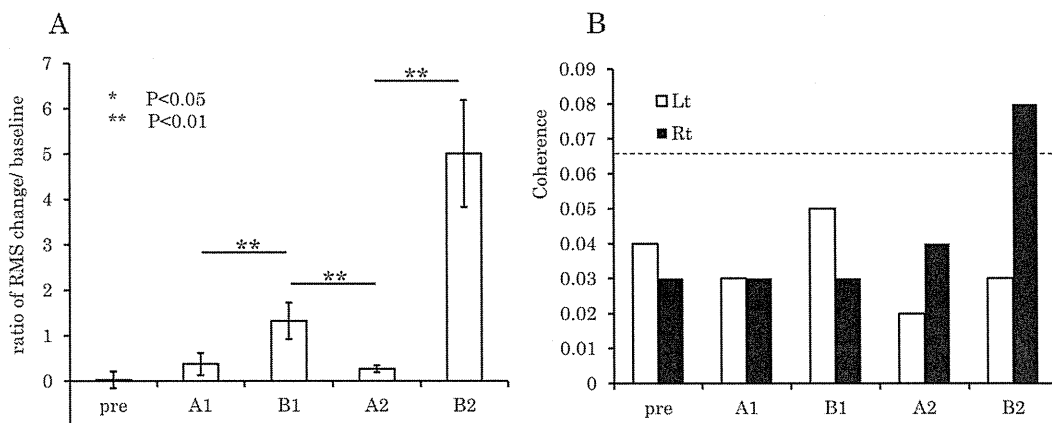 A
ratio of RMS change/ baseline
7
6
5
4
3
2
1
0
* P<0.05
** P<0.01
**
**
**
pre A1 B1 A2 B2
B
Coherence
0.09
0.08
0.07
0.06
0.05
0.04
0.03
0.02
0.01
0
Lt
Rt
pre A1 B1 A2 B2